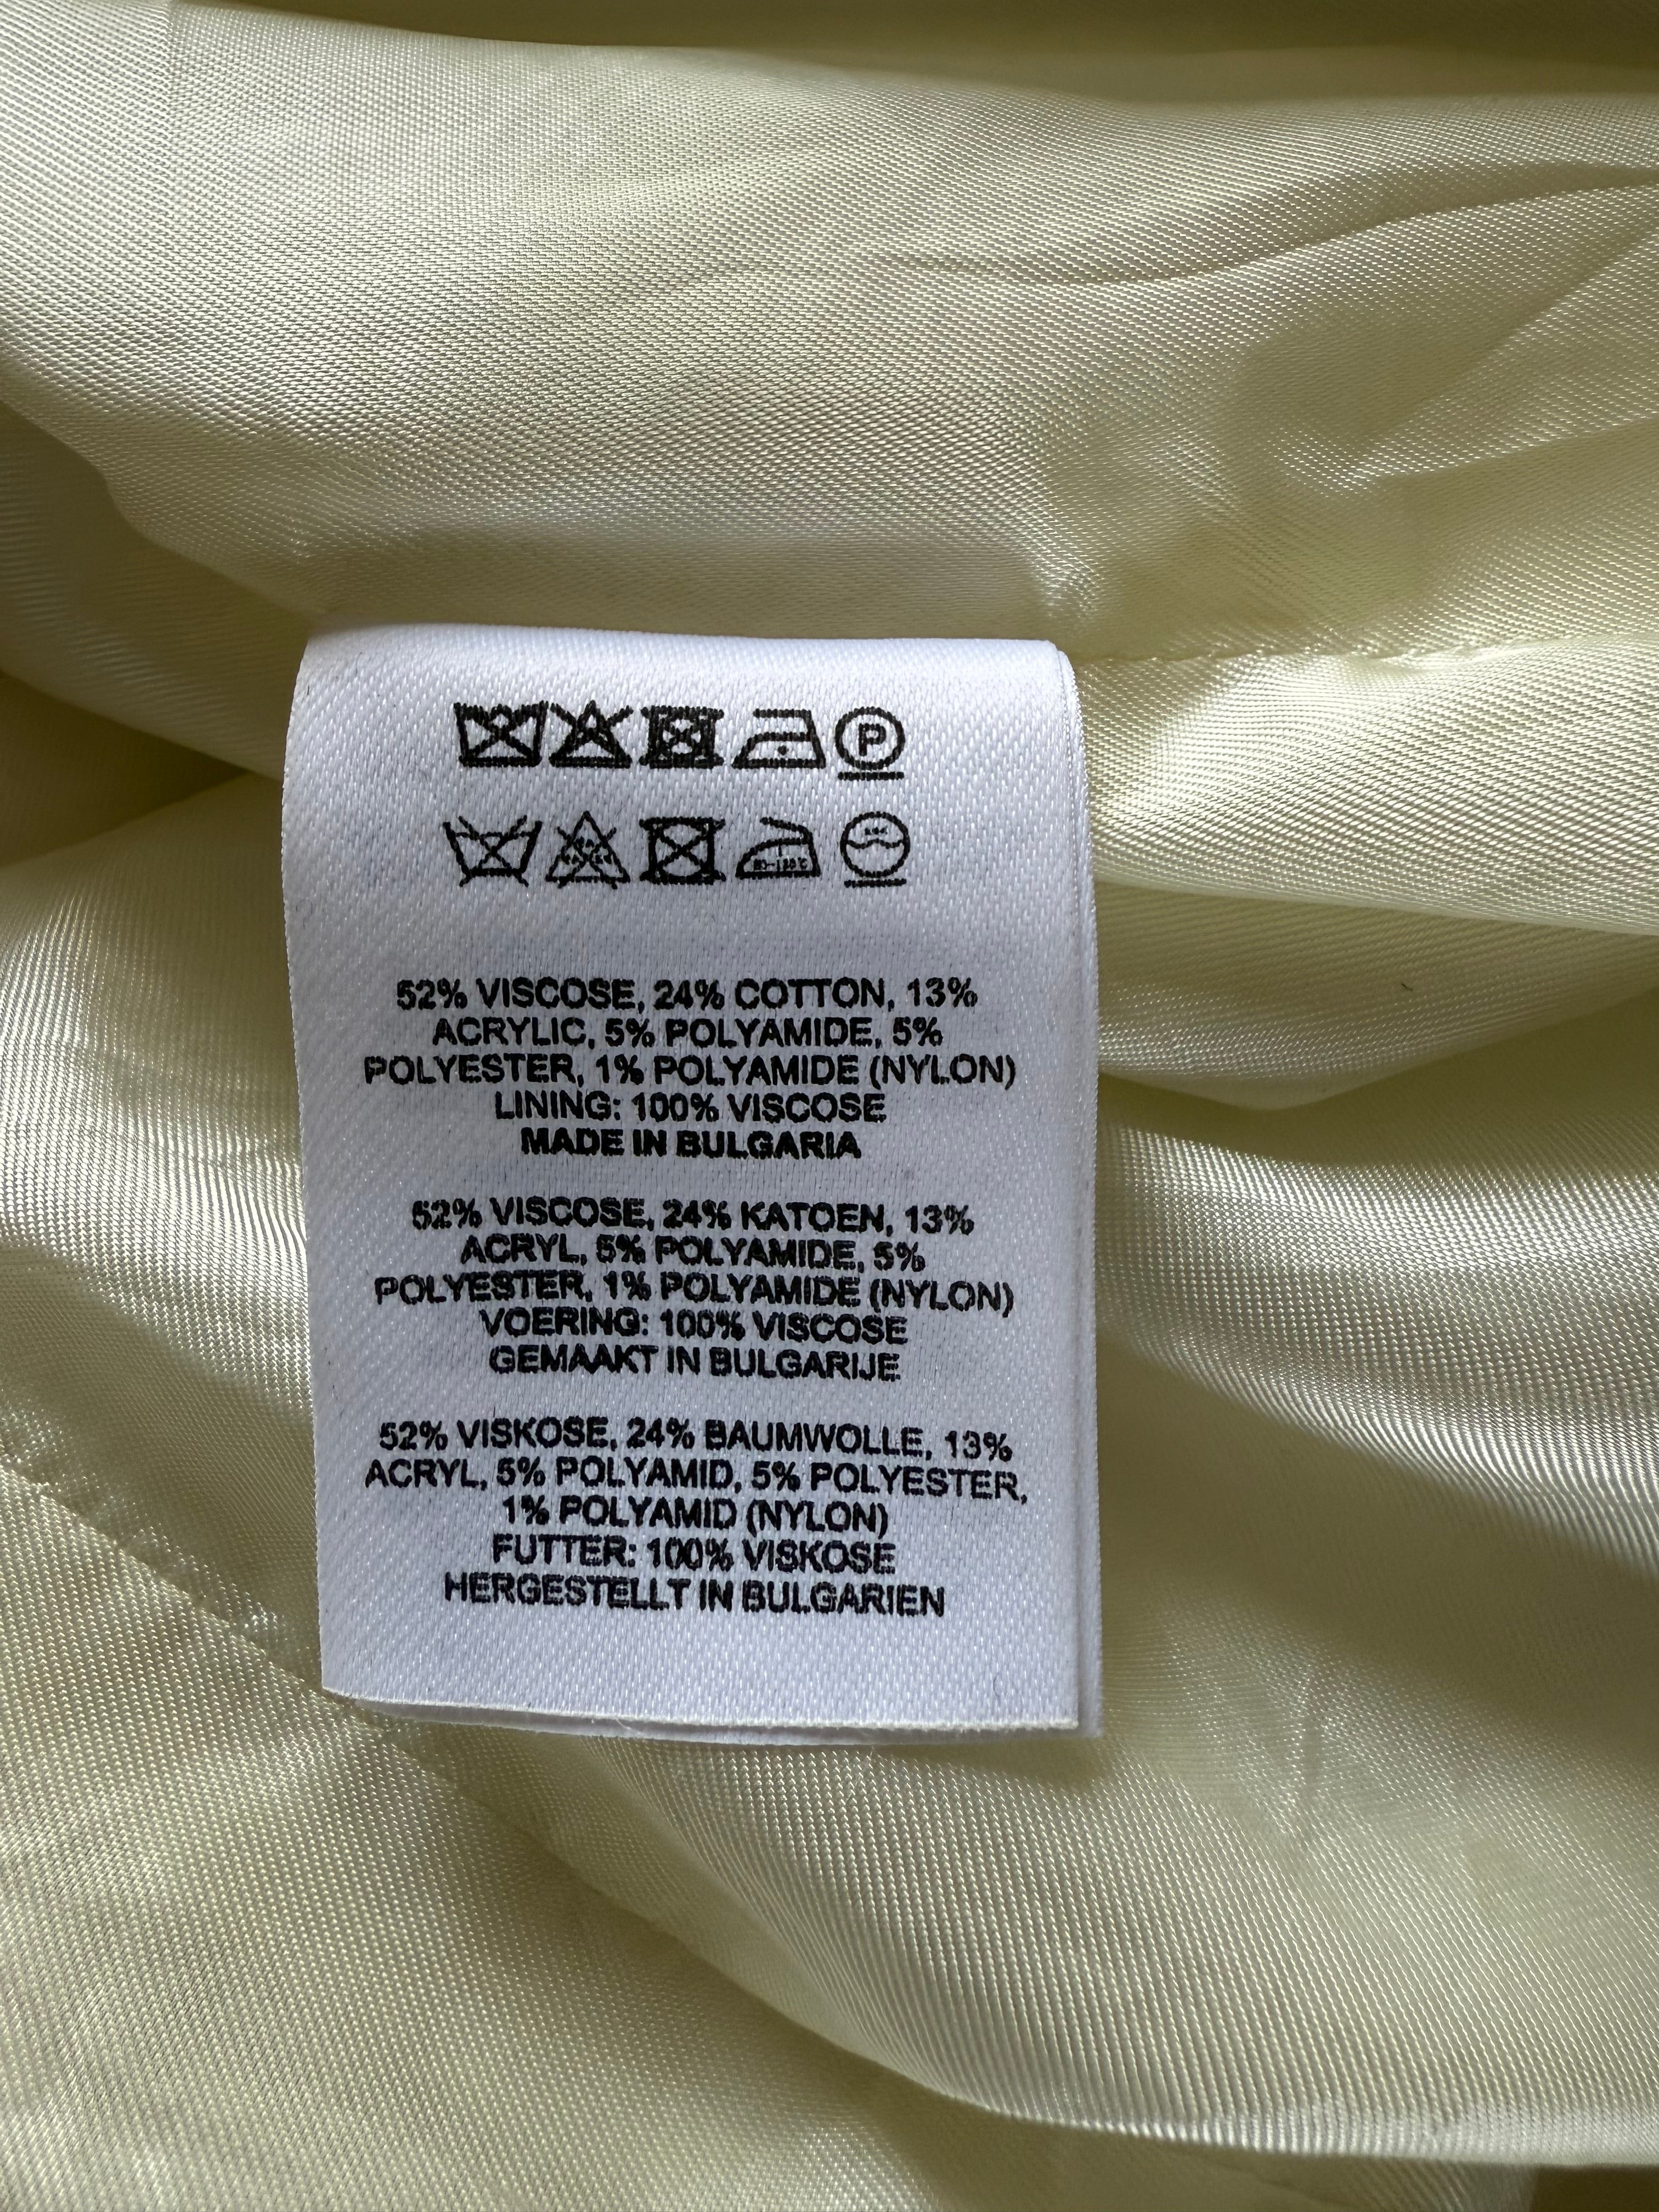 P
52% VISCOSE, 24% COTTON, 13%
ACRYLIC, 5% POLYAMIDE, 5%
POLYESTER, 1% POLYAMIDE (NYLON)
LINING: 100% VISCOSE
MADE IN BULGARIA
52% VISCOSE, 24% KATOEN, 13%
ACRYL, 5% POLYAMIDE, 5%
POLYESTER, 1% POLYAMIDE (NYLON)
VOERING: 100% VISCOSE
GEMAAKT IN BULGARIJE
52% VISKOSE, 24% BAUMWOLLE, 13%
ACRYL, 5% POLYAMID, 5% POLYESTER,
1% POLYAMID (NYLON)
FUTTER: 100% VISKOSE
HERGESTELLT IN BULGARIEN